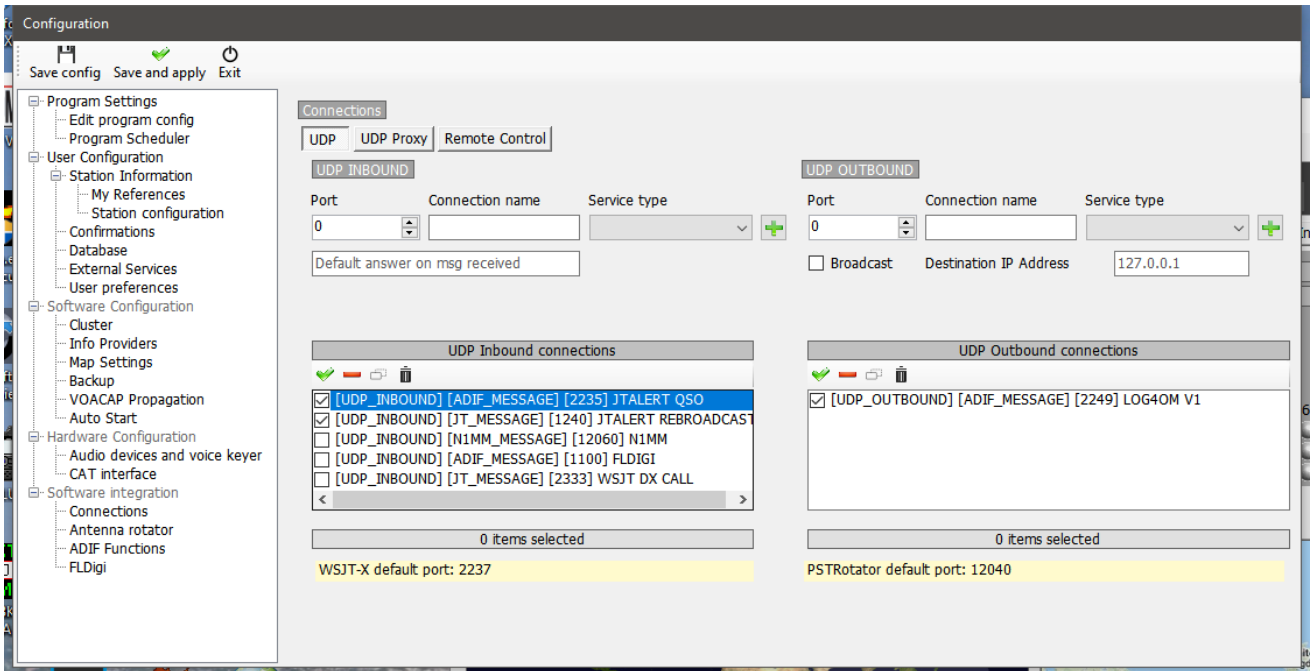 Configuration
Save config Save and apply Exit
Program Settings
Edit program config
Program Scheduler
User Configuration
Station Information
My References
Station configuration
Confirmations
Database
External Services
User preferences
Software Configuration
Cluster
Info Providers
Map Settings
Backup
VOACAP Propagation
Auto Start
Hardware Configuration
Audio devices and voice keyer
CAT interface
Software integration
Connections
Antenna rotator
ADIF Functions
FLDigi
Connections
UDP UDP Proxy Remote Control
UDP INBOUND
Port Connection name Service type
0
Default answer on msg received
UDP Inbound connections
[UDP_INBOUND] [ADIF_MESSAGE] [2235] JTALERT QSO
[UDP_INBOUND] [JT_MESSAGE] [1240] JTALERT REBROADCAST
[UDP_INBOUND] [N1MM_MESSAGE] [12060] N1MM
[UDP_INBOUND] [ADIF_MESSAGE] [1100] FLDIGI
[UDP_INBOUND] [JT_MESSAGE] [2333] WSJT DX CALL
0 items selected
WSJT-X default port: 2237
UDP OUTBOUND
Port Connection name Service type
0
Broadcast Destination IP Address 127.0.0.1
UDP Outbound connections
[UDP_OUTBOUND] [ADIF_MESSAGE] [2249] LOG4OM V1
0 items selected
PSTRotator default port: 12040